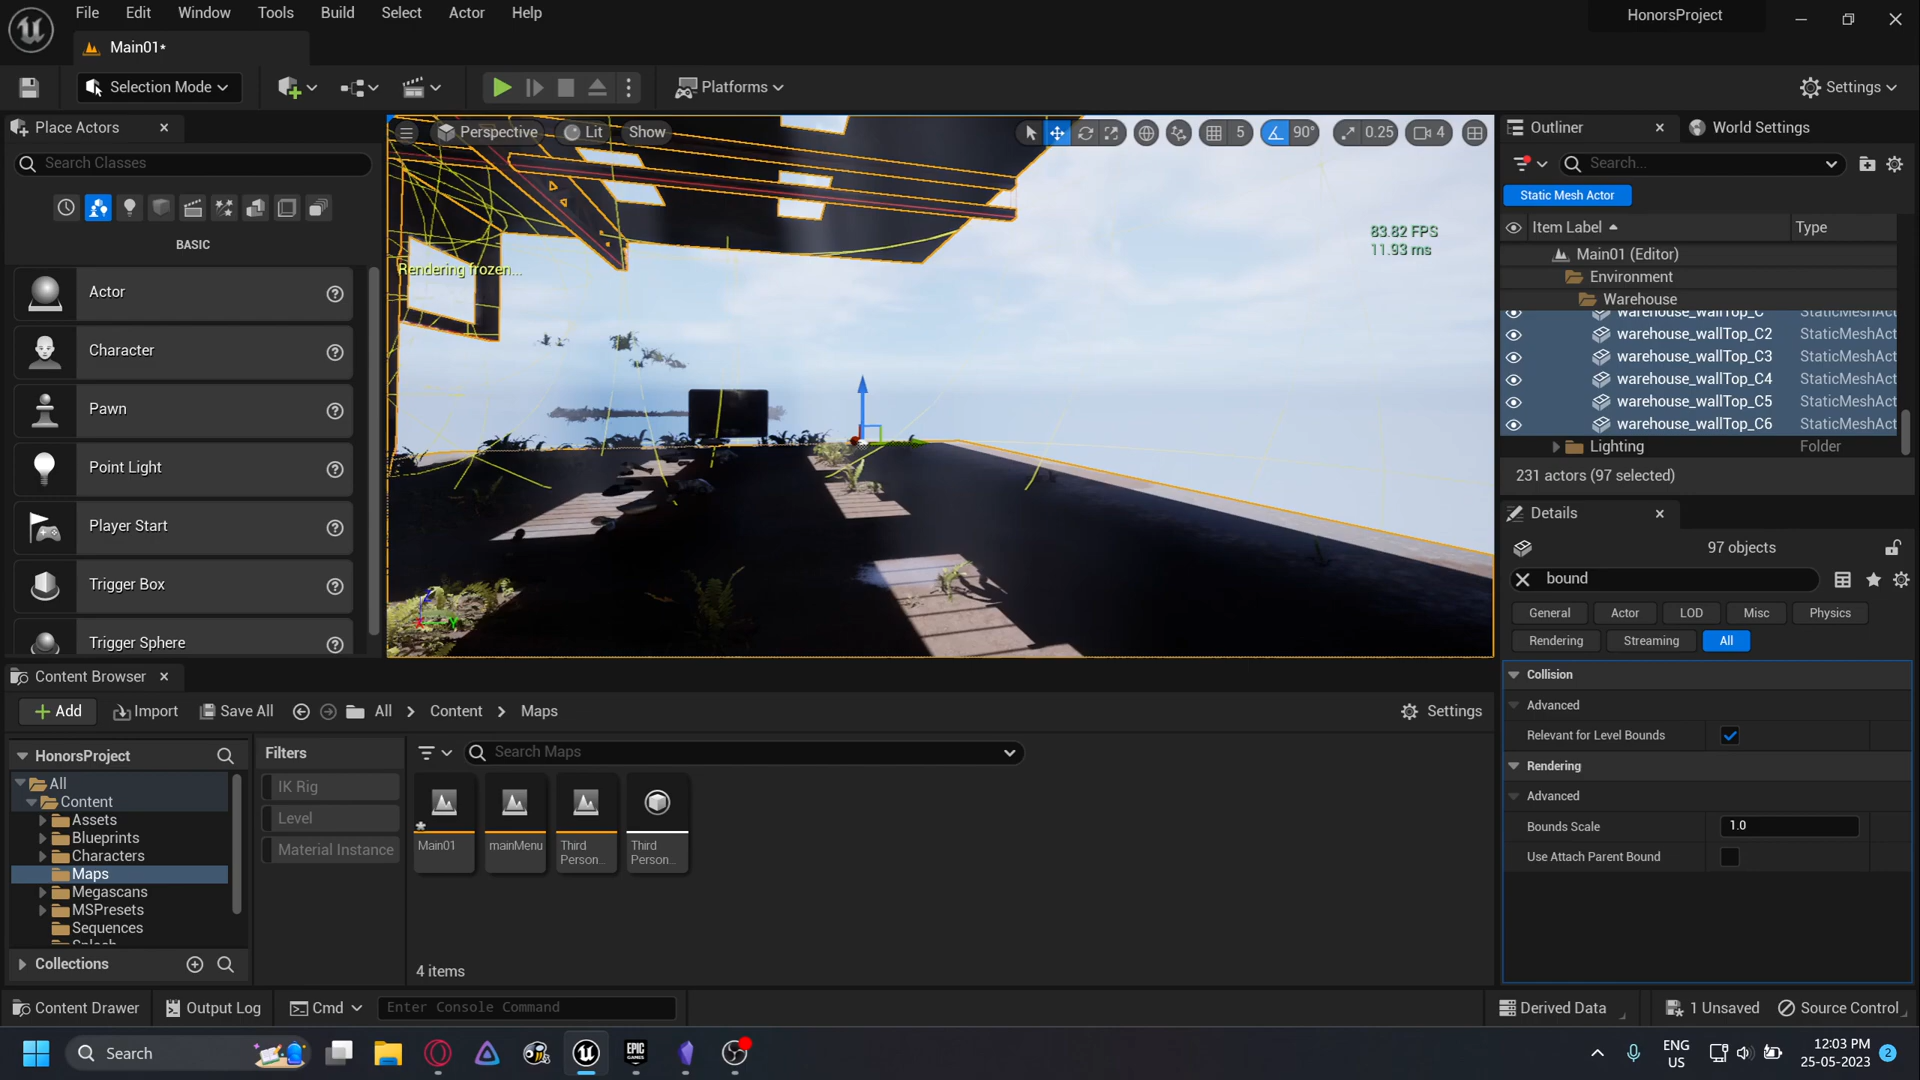 File Edit Window Tools Build Select Actor Help
HonorsProject
Main01*
Selection Mode
Platforms
Settings
Place Actors
Search Classes
BASIC
Actor
Character
Pawn
Point Light
Player Start
Trigger Box
Trigger Sphere
Perspective Lit Show
5 90° 0.25 4
Rendering frozen...
83.82 FPS
11.93 ms
Outliner World Settings
Search...
Static Mesh Actor
Item Label Type
Main01 (Editor)
Environment
Warehouse
warehouse_wallTop_C StaticMeshAct
warehouse_wallTop_C2 StaticMeshAct
warehouse_wallTop_C3 StaticMeshAct
warehouse_wallTop_C4 StaticMeshAct
warehouse_wallTop_C5 StaticMeshAct
warehouse_wallTop_C6 StaticMeshAct
Lighting Folder
231 actors (97 selected)
Details
97 objects
bound
General Actor LOD Misc Physics
Rendering Streaming All
Collision
Advanced
Relevant for Level Bounds
Rendering
Advanced
Bounds Scale 1.0
Use Attach Parent Bound
Content Browser
Add Import Save All All Content Maps
Settings
HonorsProject
All
Content
Assets
Blueprints
Characters
Maps
Megascans
MSPresets
Sequences
Splash
Collections
Filters
IK Rig
Level
Material Instance
Search Maps
Main01
mainMenu
Third
Person...
Third
Person...
4 items
Content Drawer Output Log Cmd Enter Console Command
Derived Data 1 Unsaved Source Control
Search
EPIC
GAMES
ENG
US
12:03 PM
25-05-2023
2